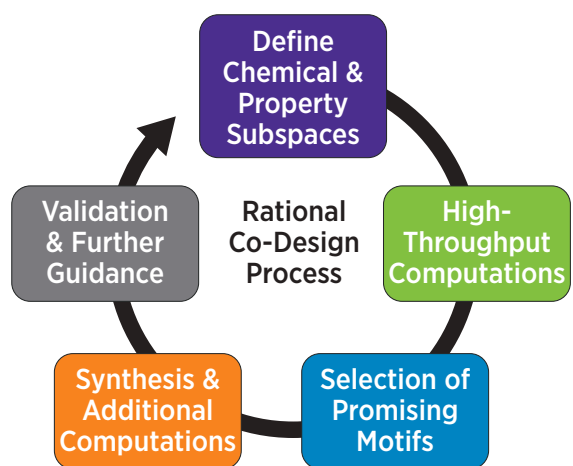 Define
Chemical &
Property
Subspaces
High-
Throughput
Computations
Selection of
Promising
Motifs
Synthesis &
Additional
Computations
Validation
& Further
Guidance
Rational
Co-Design
Process